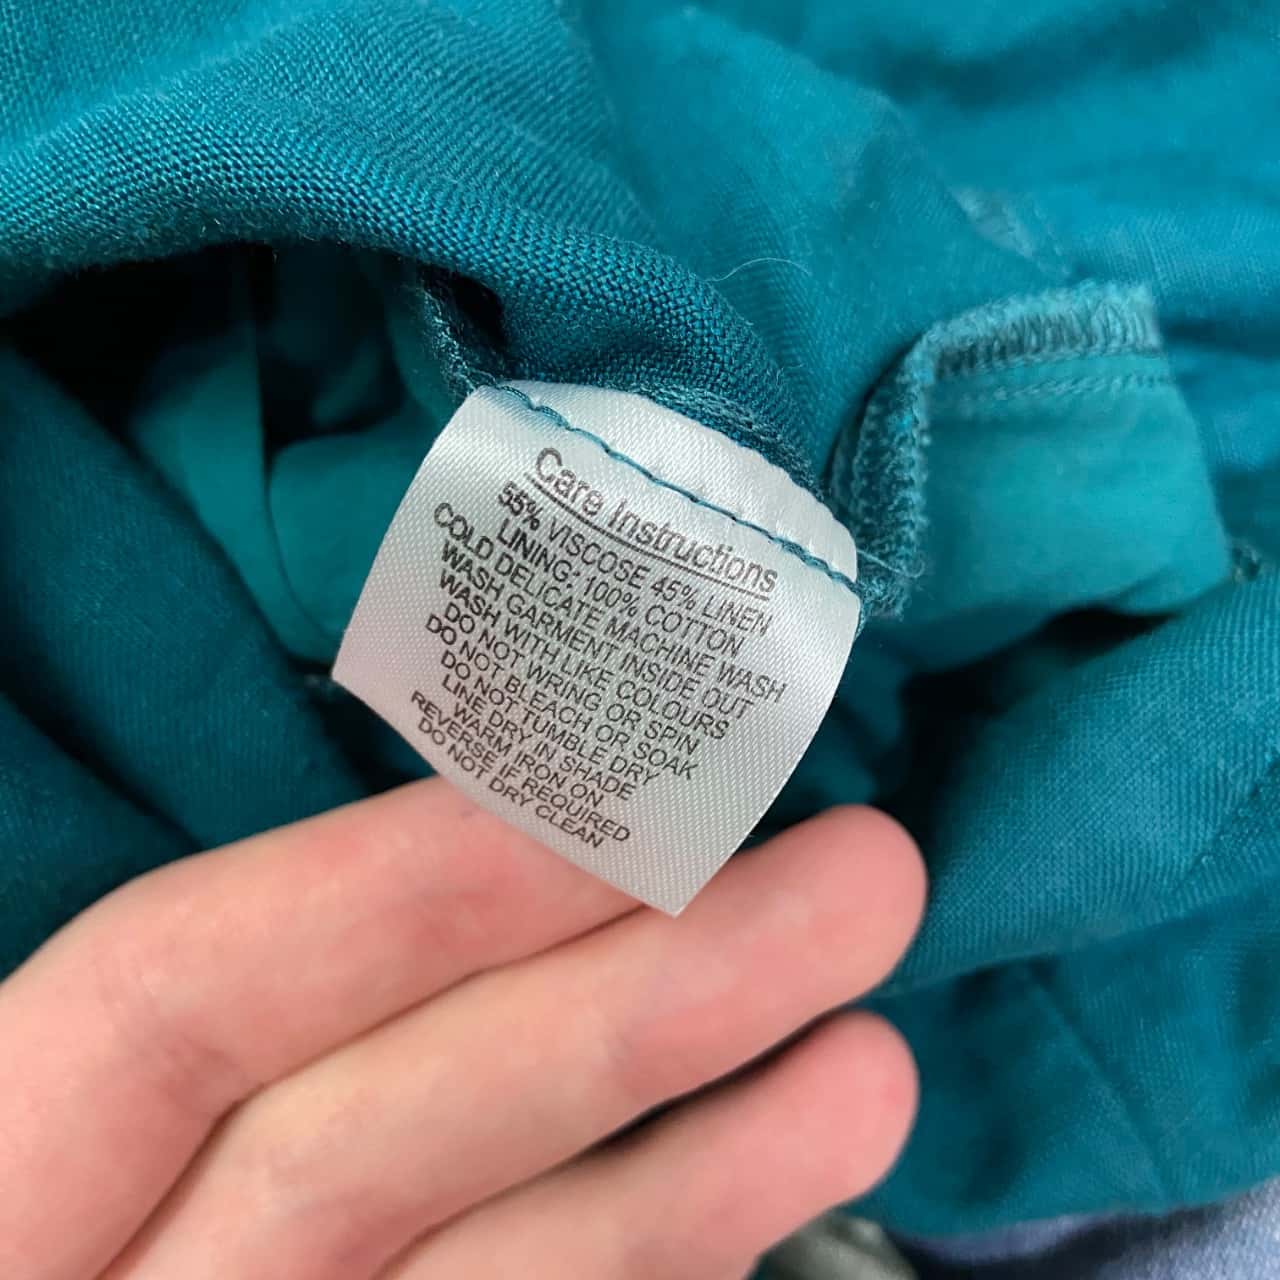 Care Instructions
55% VISCOSE 45% LINEN
LINING: 100% COTTON
COLD DELICATE MACHINE WASH
WASH GARMENT INSIDE OUT
WASH WITH LIKE COLOURS
DO NOT WRING OR SPIN
DO NOT BLEACH OR SOAK
DO NOT TUMBLE DRY
LINE DRY IN SHADE
WARM IRON ON
REVERSE IF REQUIRED
DO NOT DRY CLEAN